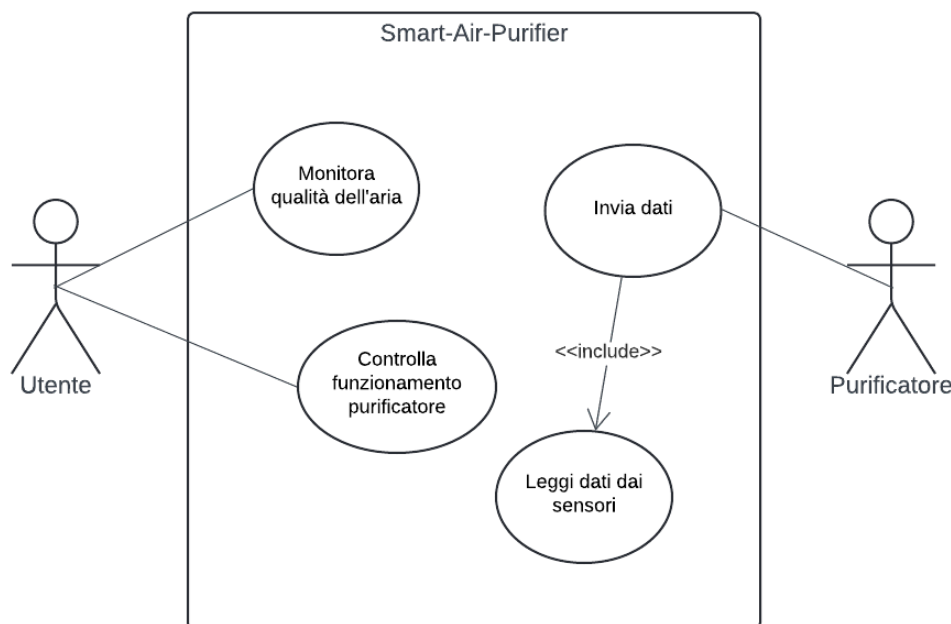 Smart-Air-Purifier
Monitora
qualità dell'aria
Invia dati
Utente
Controlla
funzionamento
purificatore
<<include>>
Purificatore
Leggi dati dai
sensori